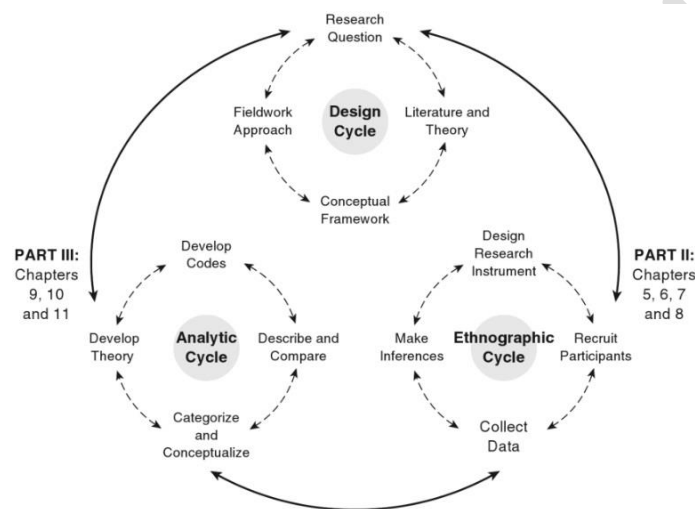 Research
Question
Fieldwork
Approach
Design
Cycle
Literature and
Theory
Conceptual
Framework
PART III:
Chapters
9, 10
and 11
Develop
Codes
Develop
Theory
Analytic
Cycle
Describe and
Compare
Categorize
and
Conceptualize
Design
Research
Instrument
Make
Inferences
Ethnographic
Cycle
Recruit
Participants
Collect
Data
PART II:
Chapters
5, 6, 7
and 8